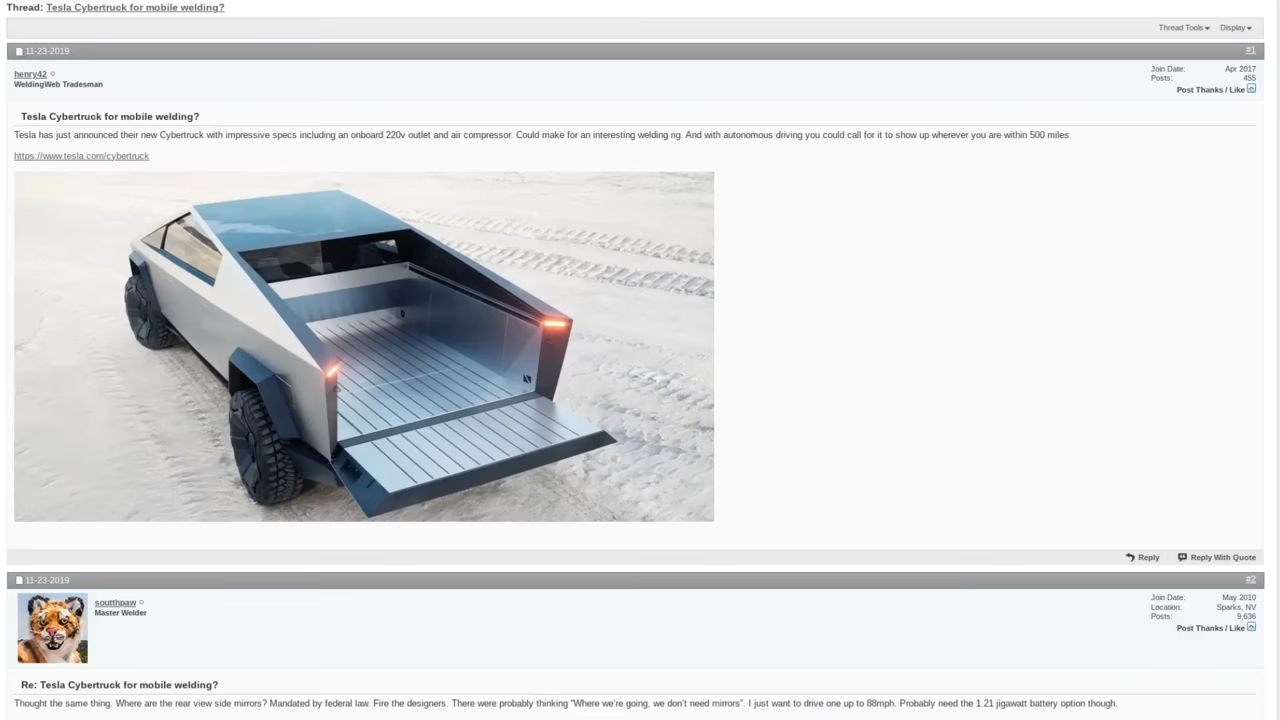 Thread: Tesla Cybertruck for mobile welding?
Thread Tools Display
11-23-2019 #1
henry42
WeldingWeb Tradesman
Join Date: Apr 2017
Posts: 455
Post Thanks / Like
Tesla Cybertruck for mobile welding?
Tesla has just announced their new Cybertruck with impressive specs including an onboard 220v outlet and air compressor. Could make for an interesting welding rig. And with autonomous driving you could call for it to show up wherever you are within 500 miles.
https://www.tesla.com/cybertruck
Reply Reply With Quote
11-23-2019 #2
soutthpaw
Master Welder
Join Date: May 2010
Location: Sparks, NV
Posts: 9,636
Post Thanks / Like
Re: Tesla Cybertruck for mobile welding?
Thought the same thing. Where are the rear view side mirrors? Mandated by federal law. Fire the designers. There were probably thinking “Where we’re going, we don’t need mirrors”. I just want to drive one up to 88mph. Probably need the 1.21 jigawatt battery option though.